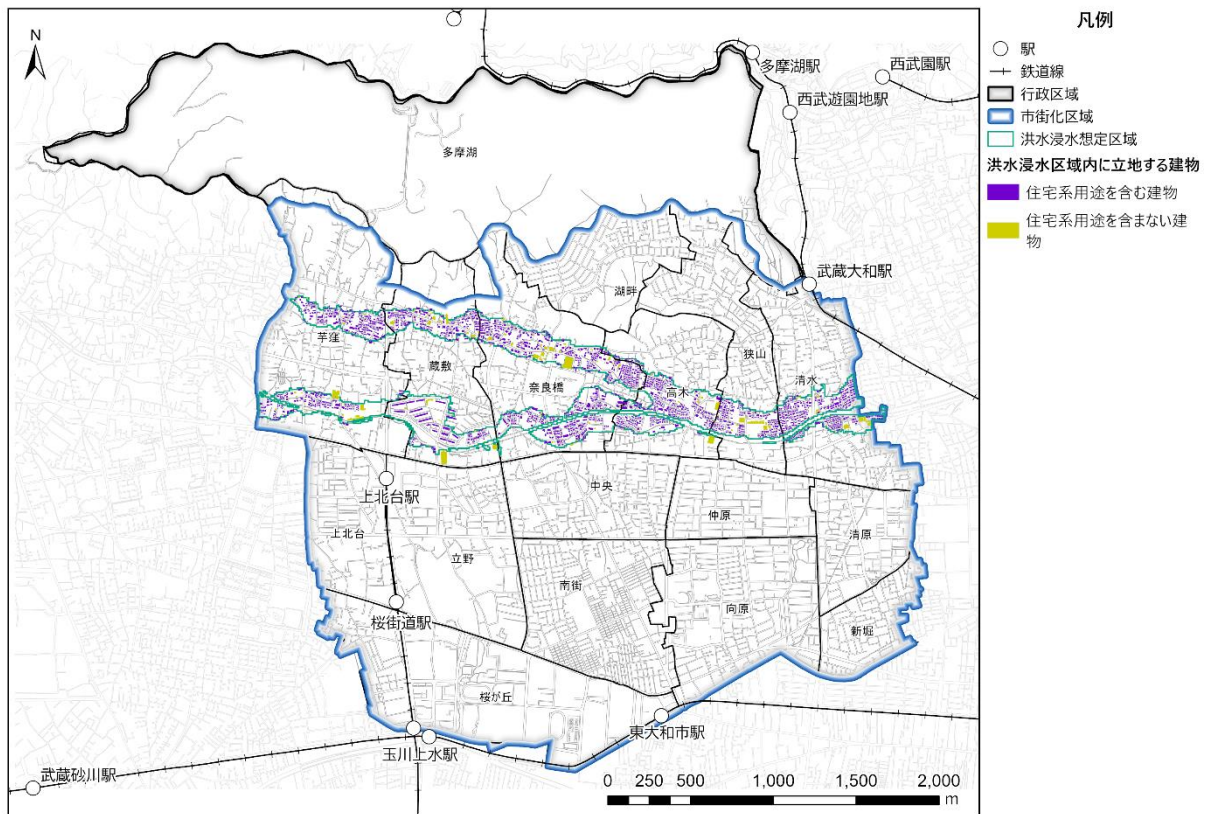 凡例
駅
鉄道線
行政区域
市街化区域
洪水浸水想定区域
洪水浸水区域内に立地する建物
住宅系用途を含む建物
住宅系用途を含まない建
物
N
多摩湖駅
西武園駅
西武遊園地駅
多摩湖
武蔵大和駅
湖畔
狭山
芋窪
蔵敷
奈良橋
高木
清水
上北台駅
中央
仲原
清原
上北台
立野
南街
向原
桜街道駅
新堀
桜が丘
東大和市駅
玉川上水駅
武蔵砂川駅
0 250 500 1,000 1,500 2,000
m